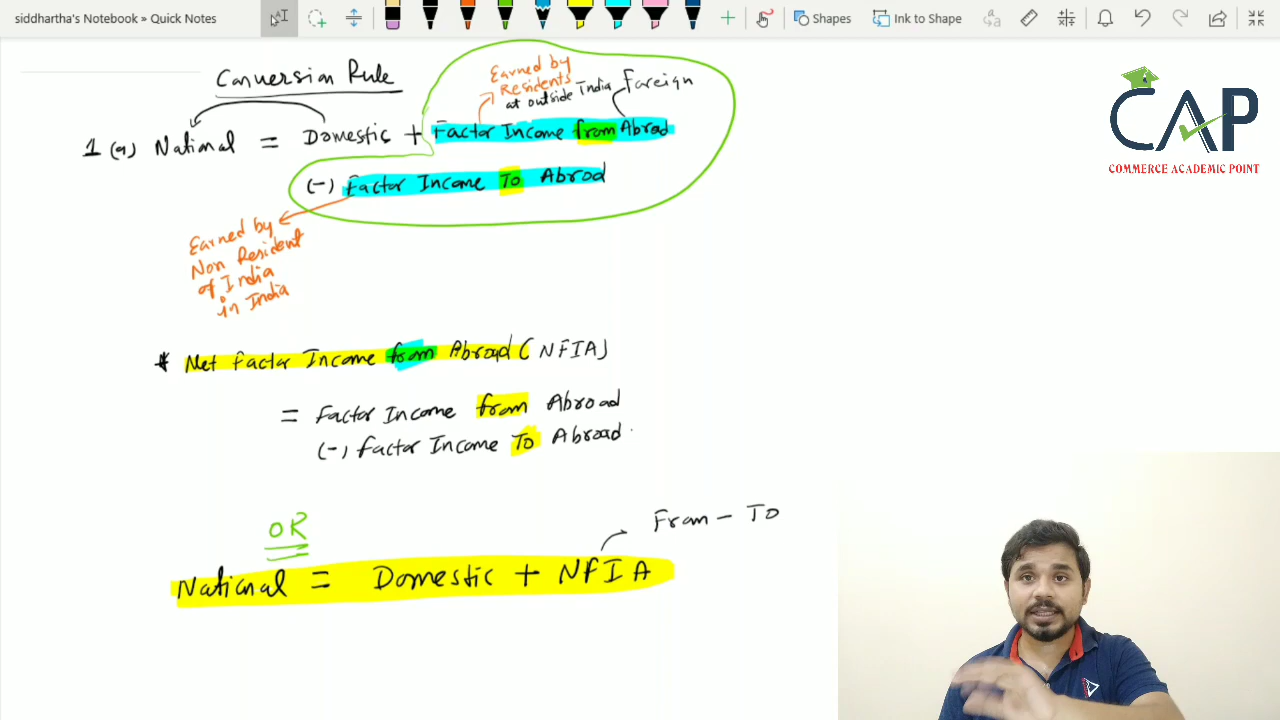 siddhartha's Notebook » Quick Notes
Shapes
Ink to Shape
Conversion Rule
Earned by
Residents
at outside India
Foreign
1 (a) National = Domestic + Factor Income from Abroad
(-) Factor Income To Abroad
Earned by
Non Resident
of India
in India
* Net Factor Income from Abroad (NFIA)
= Factor Income from Abroad
(-) Factor Income To Abroad
OR
From - To
National = Domestic + NFIA
CAP
COMMERCE ACADEMIC POINT